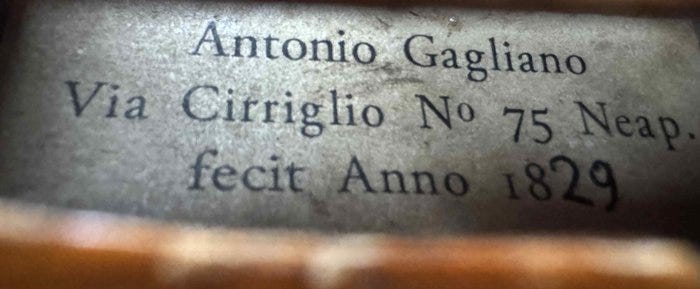 Antonio Gagliano
Via Cirriglio Nº 75 Neap.
fecit Anno 1829